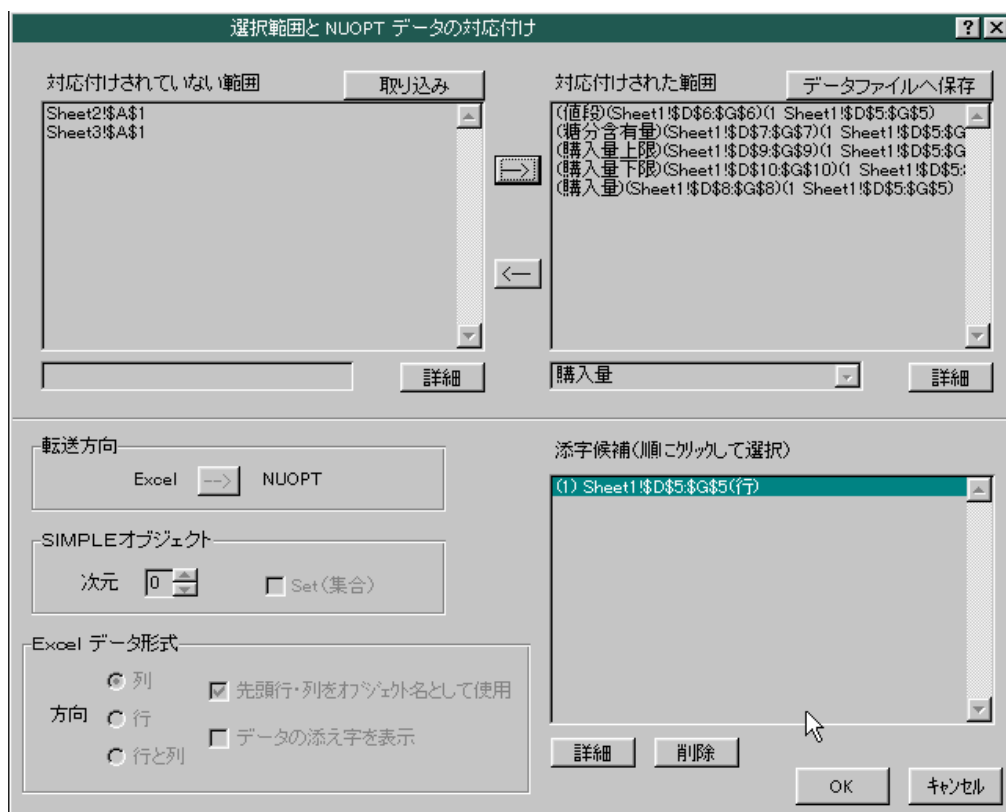 選択範囲と NUOPT データの対応付け
対応付けされていない範囲
取り込み
Sheet2!$A$1
Sheet3!$A$1
-->
<--
対応付けされた範囲
データファイルへ保存
(値段)(Sheet1!$D$6:$G$6)(1 Sheet1!$D$5:$G$5)
(糖分含有量)(Sheet1!$D$7:$G$7)(1 Sheet1!$D$5:$G
(購入量上限)(Sheet1!$D$9:$G$9)(1 Sheet1!$D$5:$G
(購入量下限)(Sheet1!$D$10:$G$10)(1 Sheet1!$D$5:
(購入量)(Sheet1!$D$8:$G$8)(1 Sheet1!$D$5:$G$5)
詳細
購入量
詳細
転送方向
Excel --> NUOPT
SIMPLEオブジェクト
次元 0 Set(集合)
Excel データ形式
方向
列
行
行と列
先頭行・列をオブジェクト名として使用
データの添え字を表示
添字候補(順にクリックして選択)
(1) Sheet1!$D$5:$G$5(行)
詳細
削除
OK
キャンセル